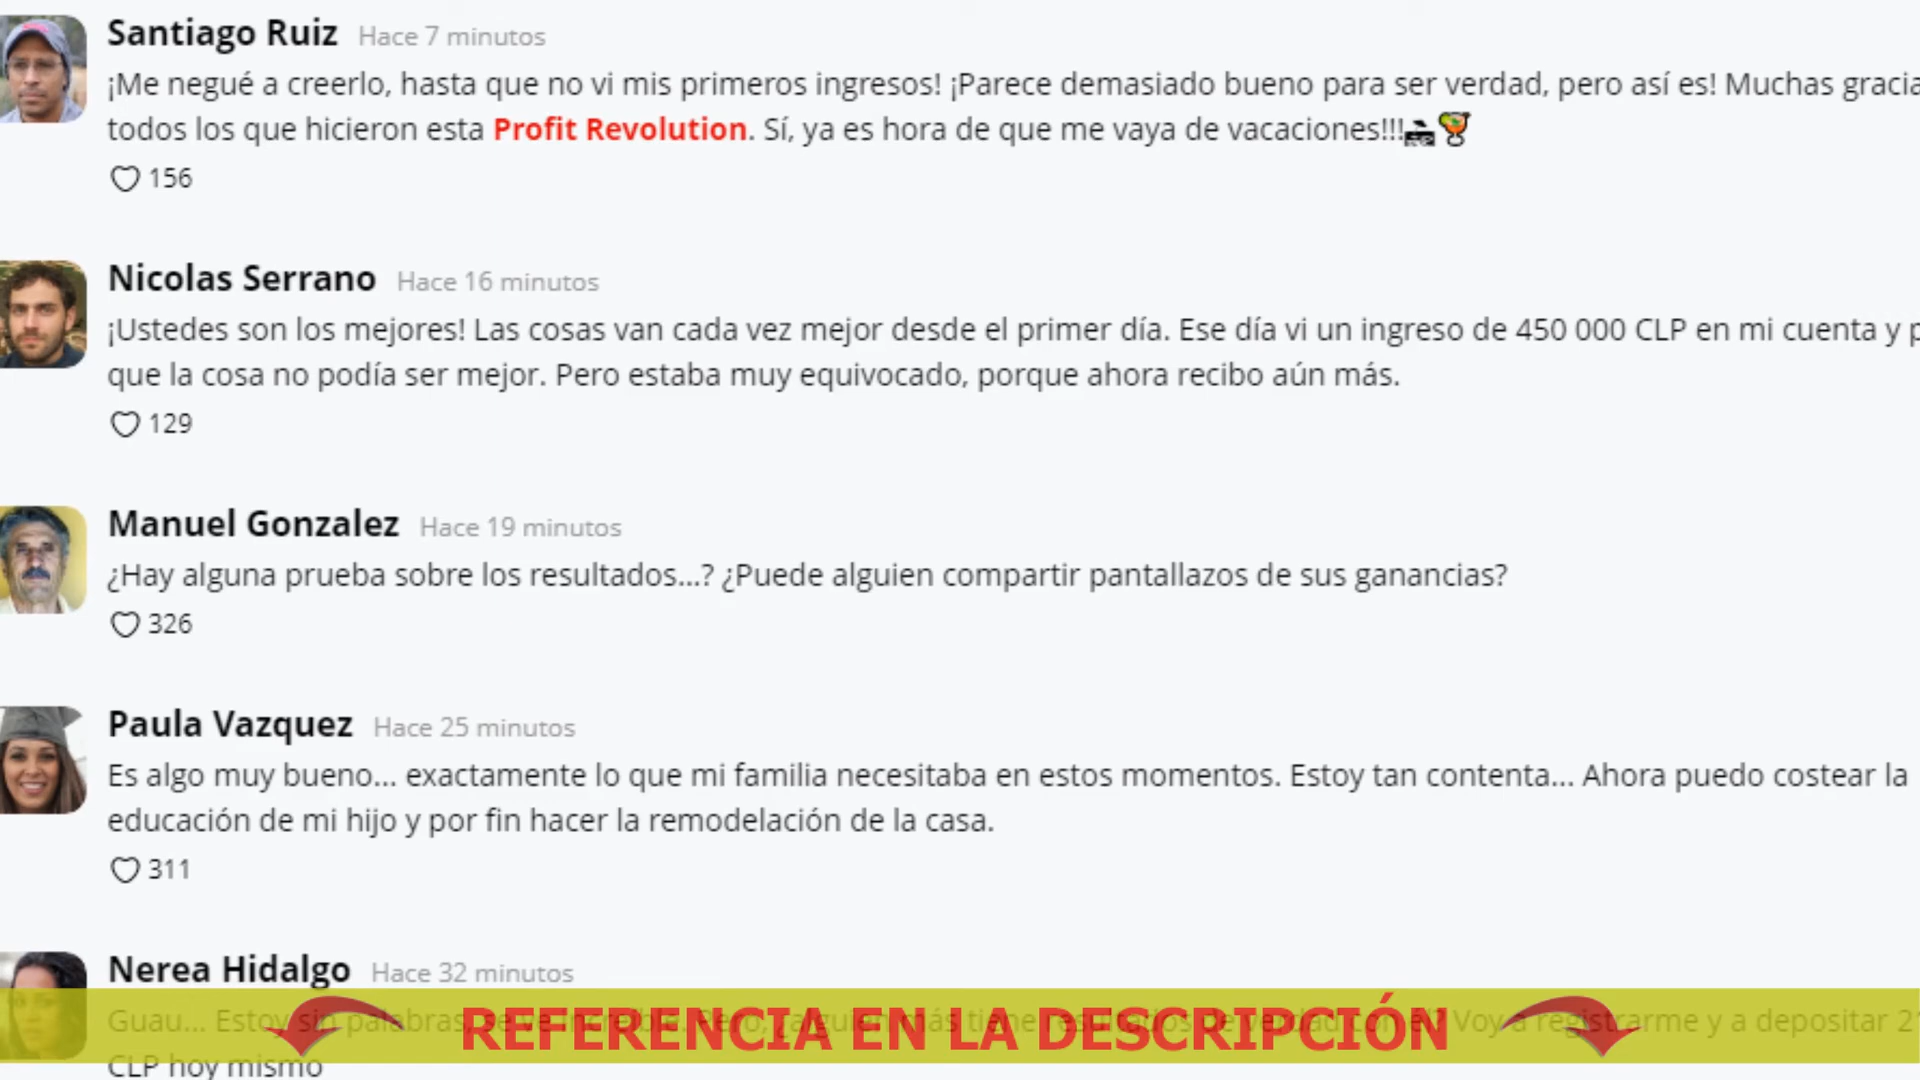 Santiago Ruiz Hace 7 minutos
¡Me negué a creerlo, hasta que no vi mis primeros ingresos! ¡Parece demasiado bueno para ser verdad, pero así es! Muchas gracia
todos los que hicieron esta Profit Revolution. Sí, ya es hora de que me vaya de vacaciones!!!
156
Nicolas Serrano Hace 16 minutos
¡Ustedes son los mejores! Las cosas van cada vez mejor desde el primer día. Ese día vi un ingreso de 450 000 CLP en mi cuenta y p
que la cosa no podía ser mejor. Pero estaba muy equivocado, porque ahora recibo aún más.
129
Manuel Gonzalez Hace 19 minutos
¿Hay alguna prueba sobre los resultados...? ¿Puede alguien compartir pantallazos de sus ganancias?
326
Paula Vazquez Hace 25 minutos
Es algo muy bueno... exactamente lo que mi familia necesitaba en estos momentos. Estoy tan contenta... Ahora puedo costear la
educación de mi hijo y por fin hacer la remodelación de la casa.
311
Nerea Hidalgo Hace 32 minutos
Guau... Estoy sin palabras, Voy a registrarme y a depositar 2
REFERENCIA EN LA DESCRIPCIÓN
CLP hoy mismo